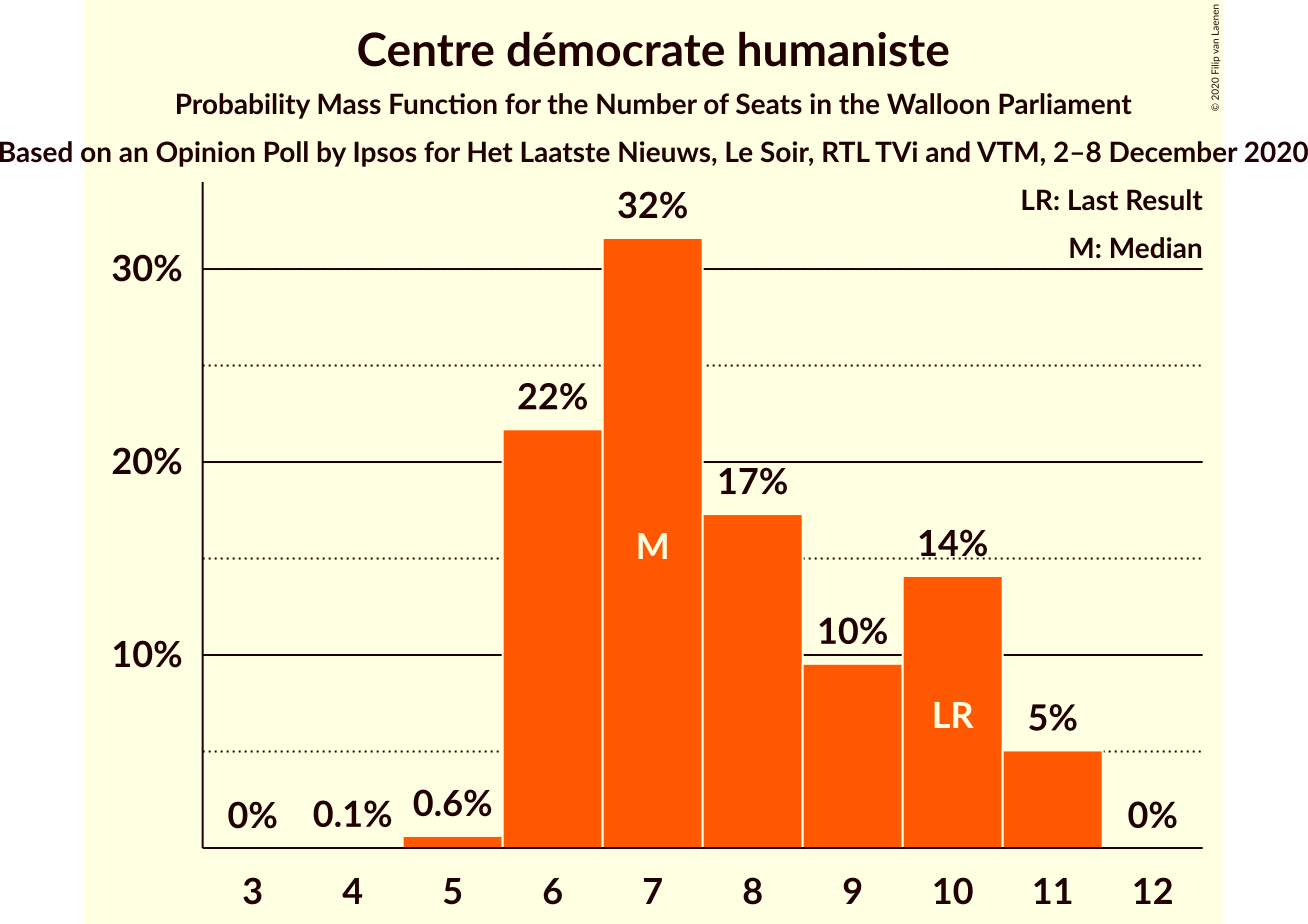 Centre démocrate humaniste
Probability Mass Function for the Number of Seats in the Walloon Parliament
Based on an Opinion Poll by Ipsos for Het Laatste Nieuws, Le Soir, RTL TVi and VTM, 2–8 December 2020
© 2020 Filip van Laenen
LR: Last Result
M: Median
30%
20%
10%
0%
0.1%
0.6%
22%
32%
17%
10%
14%
5%
0%
M
LR
3 4 5 6 7 8 9 10 11 12